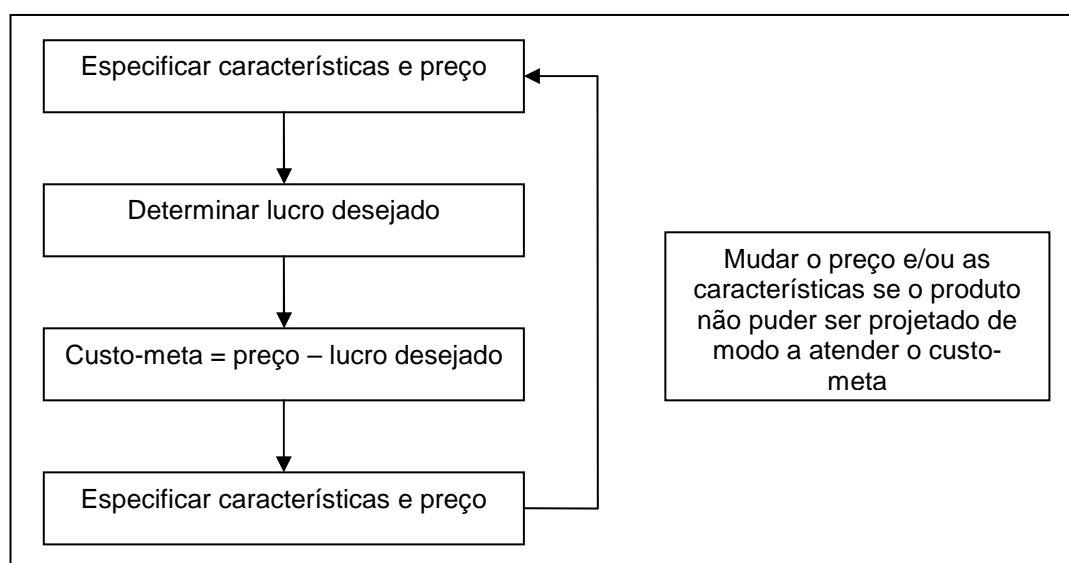 Especificar características e preço
Determinar lucro desejado
Custo-meta = preço – lucro desejado
Especificar características e preço
Mudar o preço e/ou as
características se o produto
não puder ser projetado de
modo a atender o custo-
meta